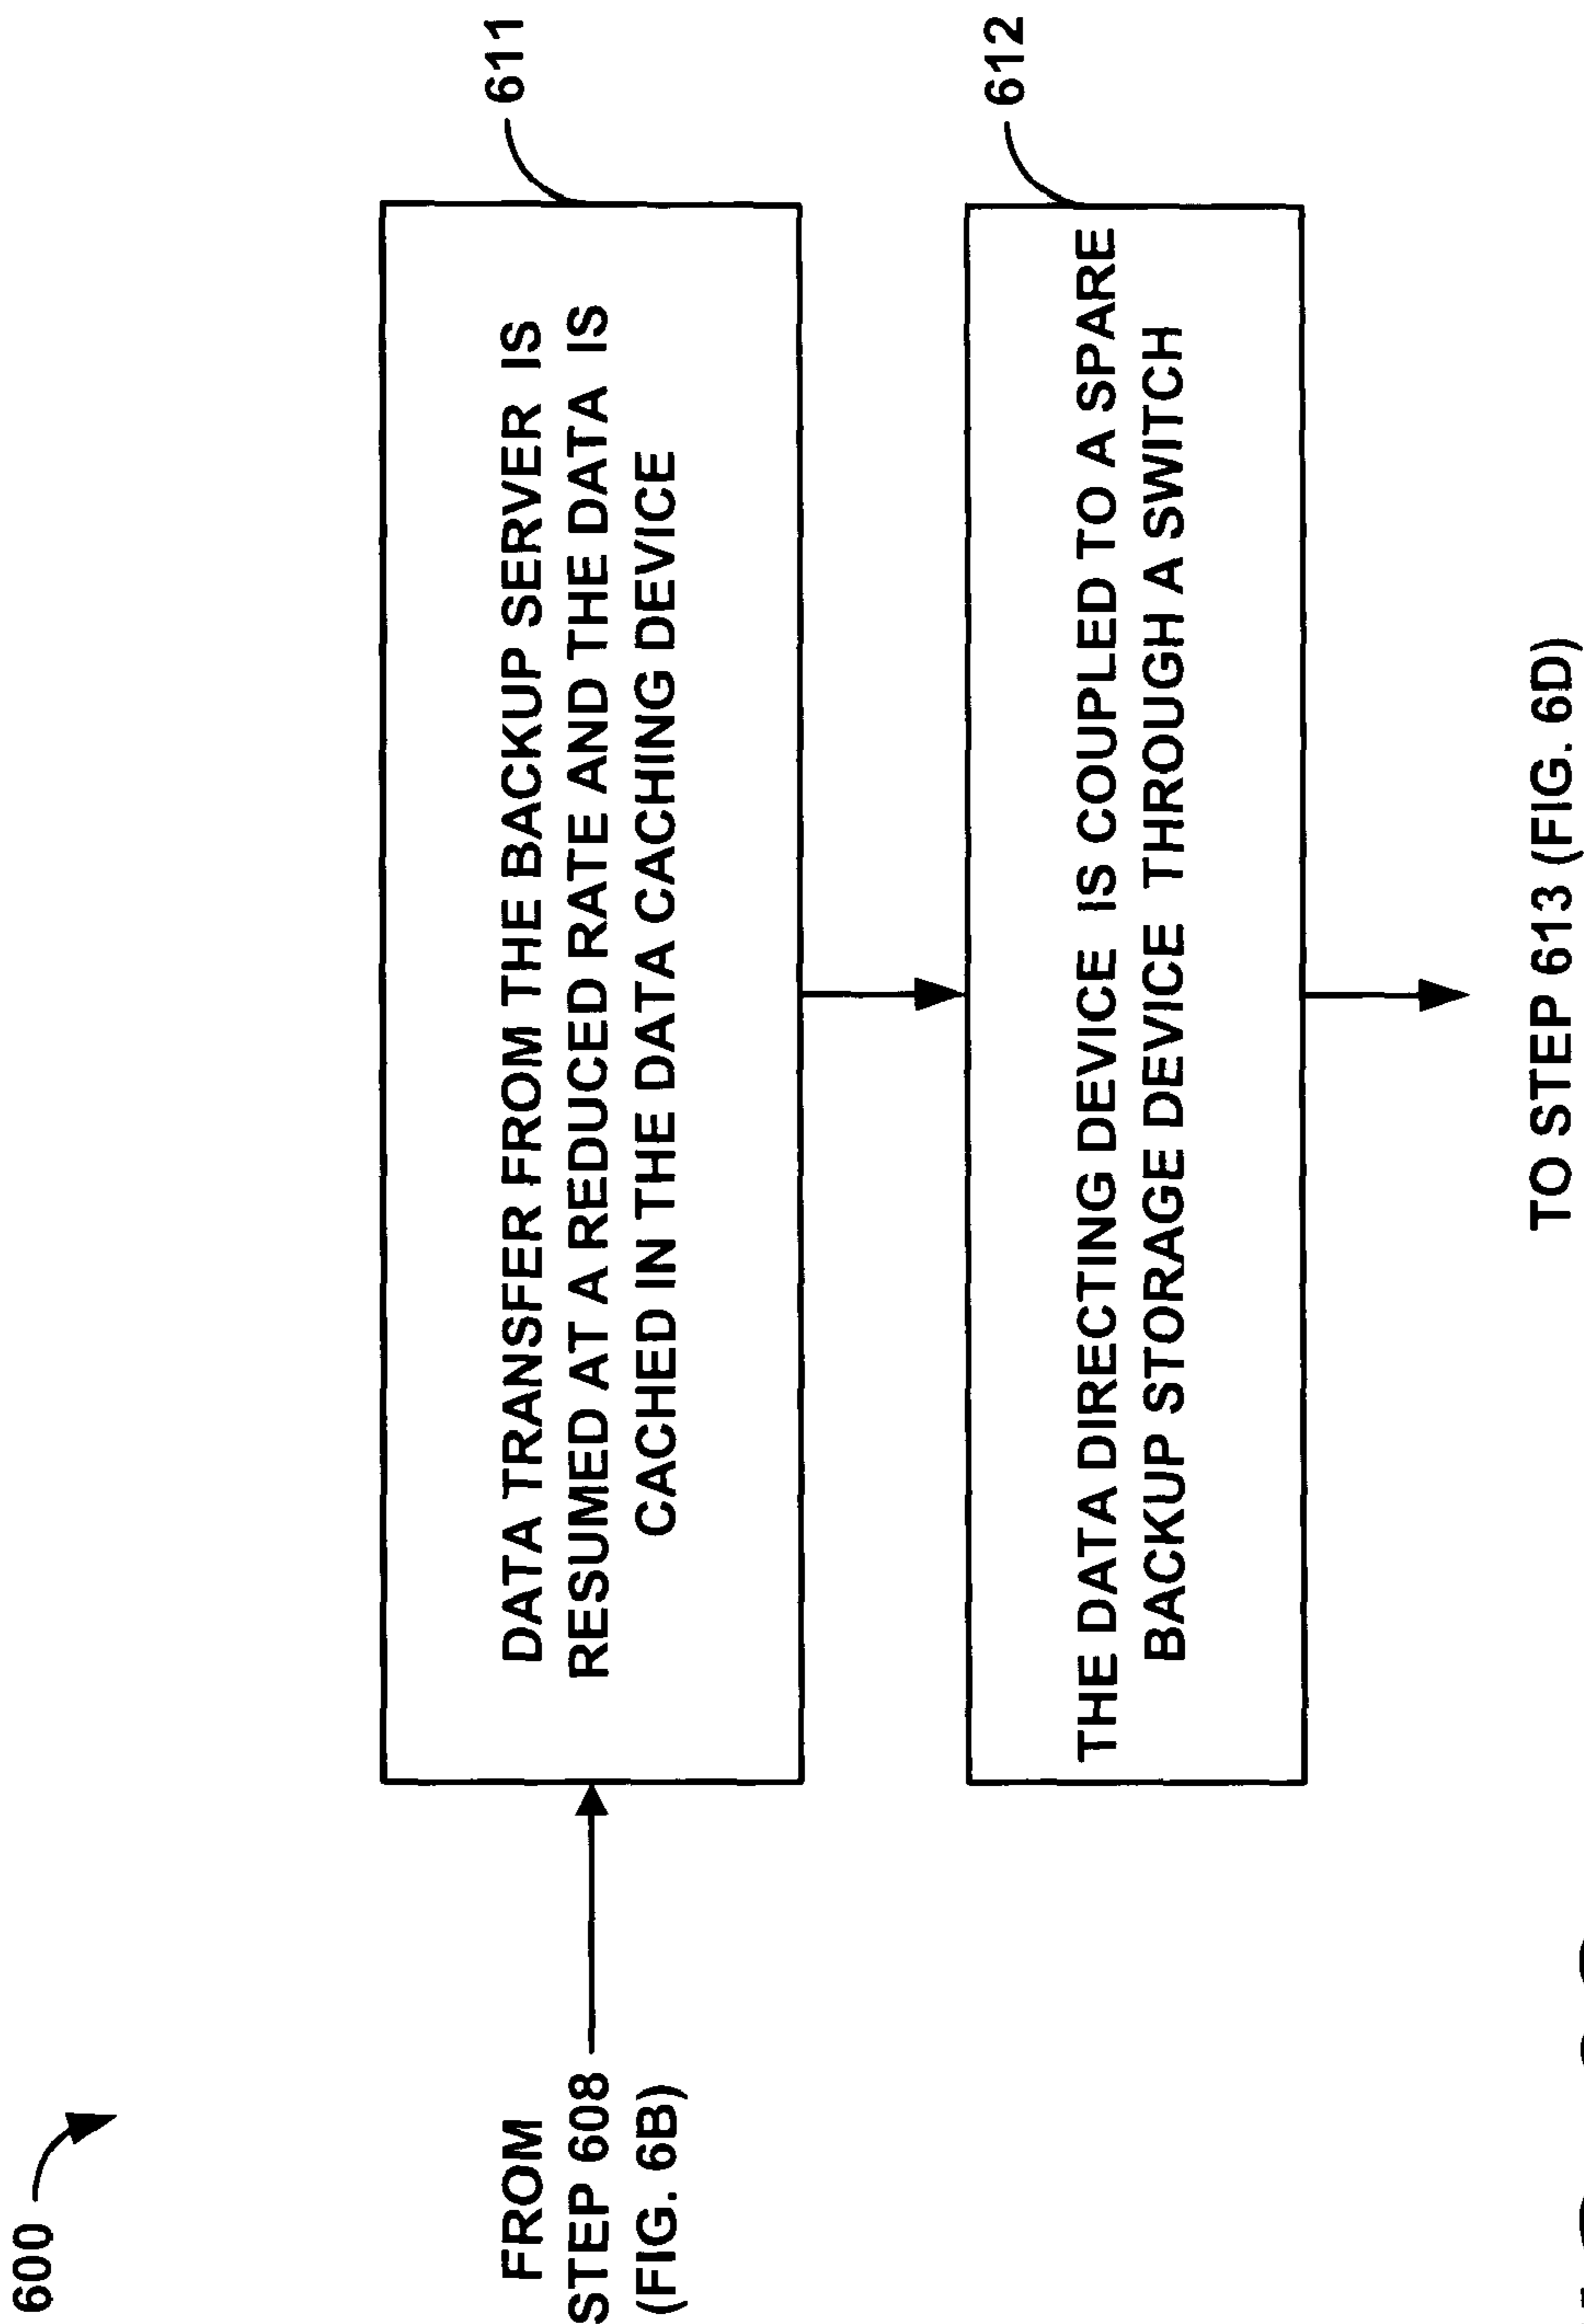 600
FROM
STEP 608
(FIG. 6B)
DATA TRANSFER FROM THE BACKUP SERVER IS
RESUMED AT A REDUCED RATE AND THE DATA IS
CACHED IN THE DATA CACHING DEVICE
611
THE DATA DIRECTING DEVICE IS COUPLED TO A SPARE
BACKUP STORAGE DEVICE THROUGH A SWITCH
612
TO STEP 613 (FIG. 6D)